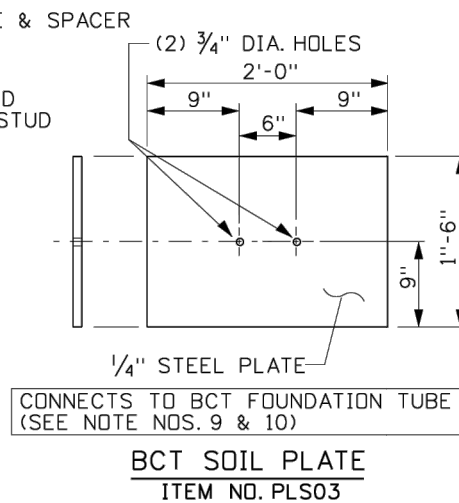 & SPACER
(2) 3/4" DIA. HOLES
2'-0"
STUD
9"
9"
6"
1"-6"
9"
1/4" STEEL PLATE
CONNECTS TO BCT FOUNDATION TUBE
(SEE NOTE NOS. 9 & 10)
BCT SOIL PLATE
ITEM NO. PLS03